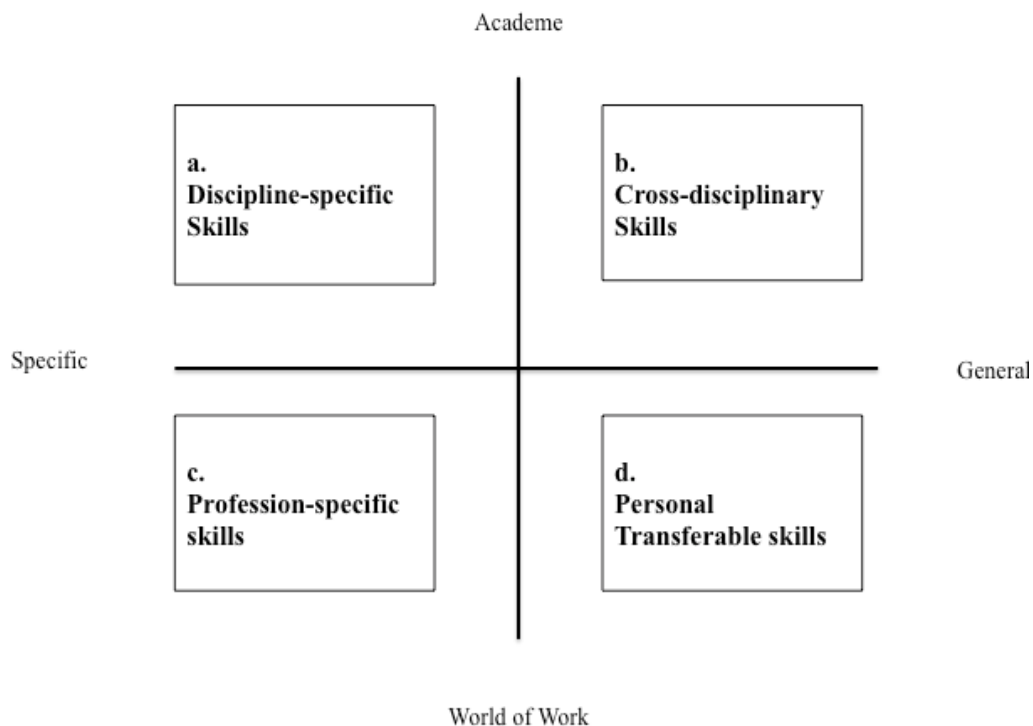 Academe
a.
Discipline-specific
Skills
b.
Cross-disciplinary
Skills
Specific
General
c.
Profession-specific
skills
d.
Personal
Transferable skills
World of Work